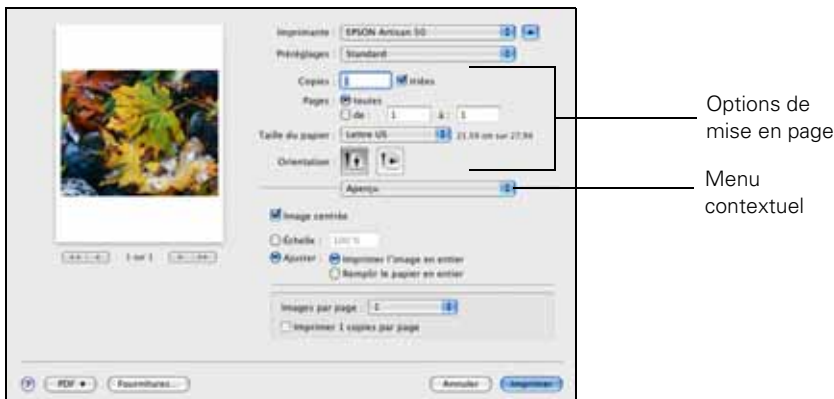 Imprimante : EPSON Artisan 50
Préréglages : Standard
Copies : 1 Triées
Pages : toutes
de : 1 à : 1
Taille du papier : Lettre US 21,59 cm sur 27,94
Orientation :
Aperçu
Image centrée
Échelle : 100 %
Ajuster : Imprimer l'image en entier
Remplir le papier en entier
1 sur 1
Images par page : 1
Imprimer 1 copies par page
? PDF Fournitures... Annuler Imprimer
Options de
mise en page
Menu
contextuel